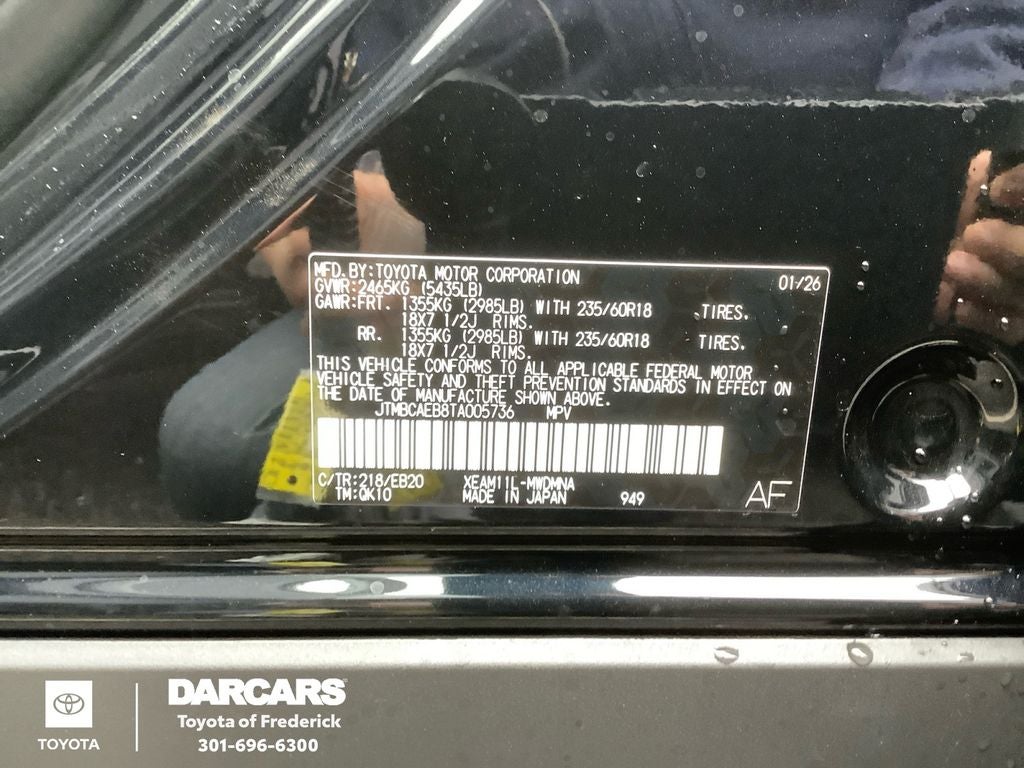 MFD. BY: TOYOTA MOTOR CORPORATION 01/26
GVWR: 2465KG (5435LB)
GAWR: FRT. 1355KG (2985LB) WITH 235/60R18 TIRES.
18X7 1/2J RIMS.
RR. 1355KG (2985LB) WITH 235/60R18 TIRES.
18X7 1/2J RIMS.
THIS VEHICLE CONFORMS TO ALL APPLICABLE FEDERAL MOTOR
VEHICLE SAFETY AND THEFT PREVENTION STANDARDS IN EFFECT ON
THE DATE OF MANUFACTURE SHOWN ABOVE.
JTMBCAEB8TA005736 MPV
C/TR: 218/EB20 XEAM11L-MWDMNA
TM: QK10 MADE IN JAPAN 949 AF
TOYOTA
DARCARS
Toyota of Frederick
301-696-6300